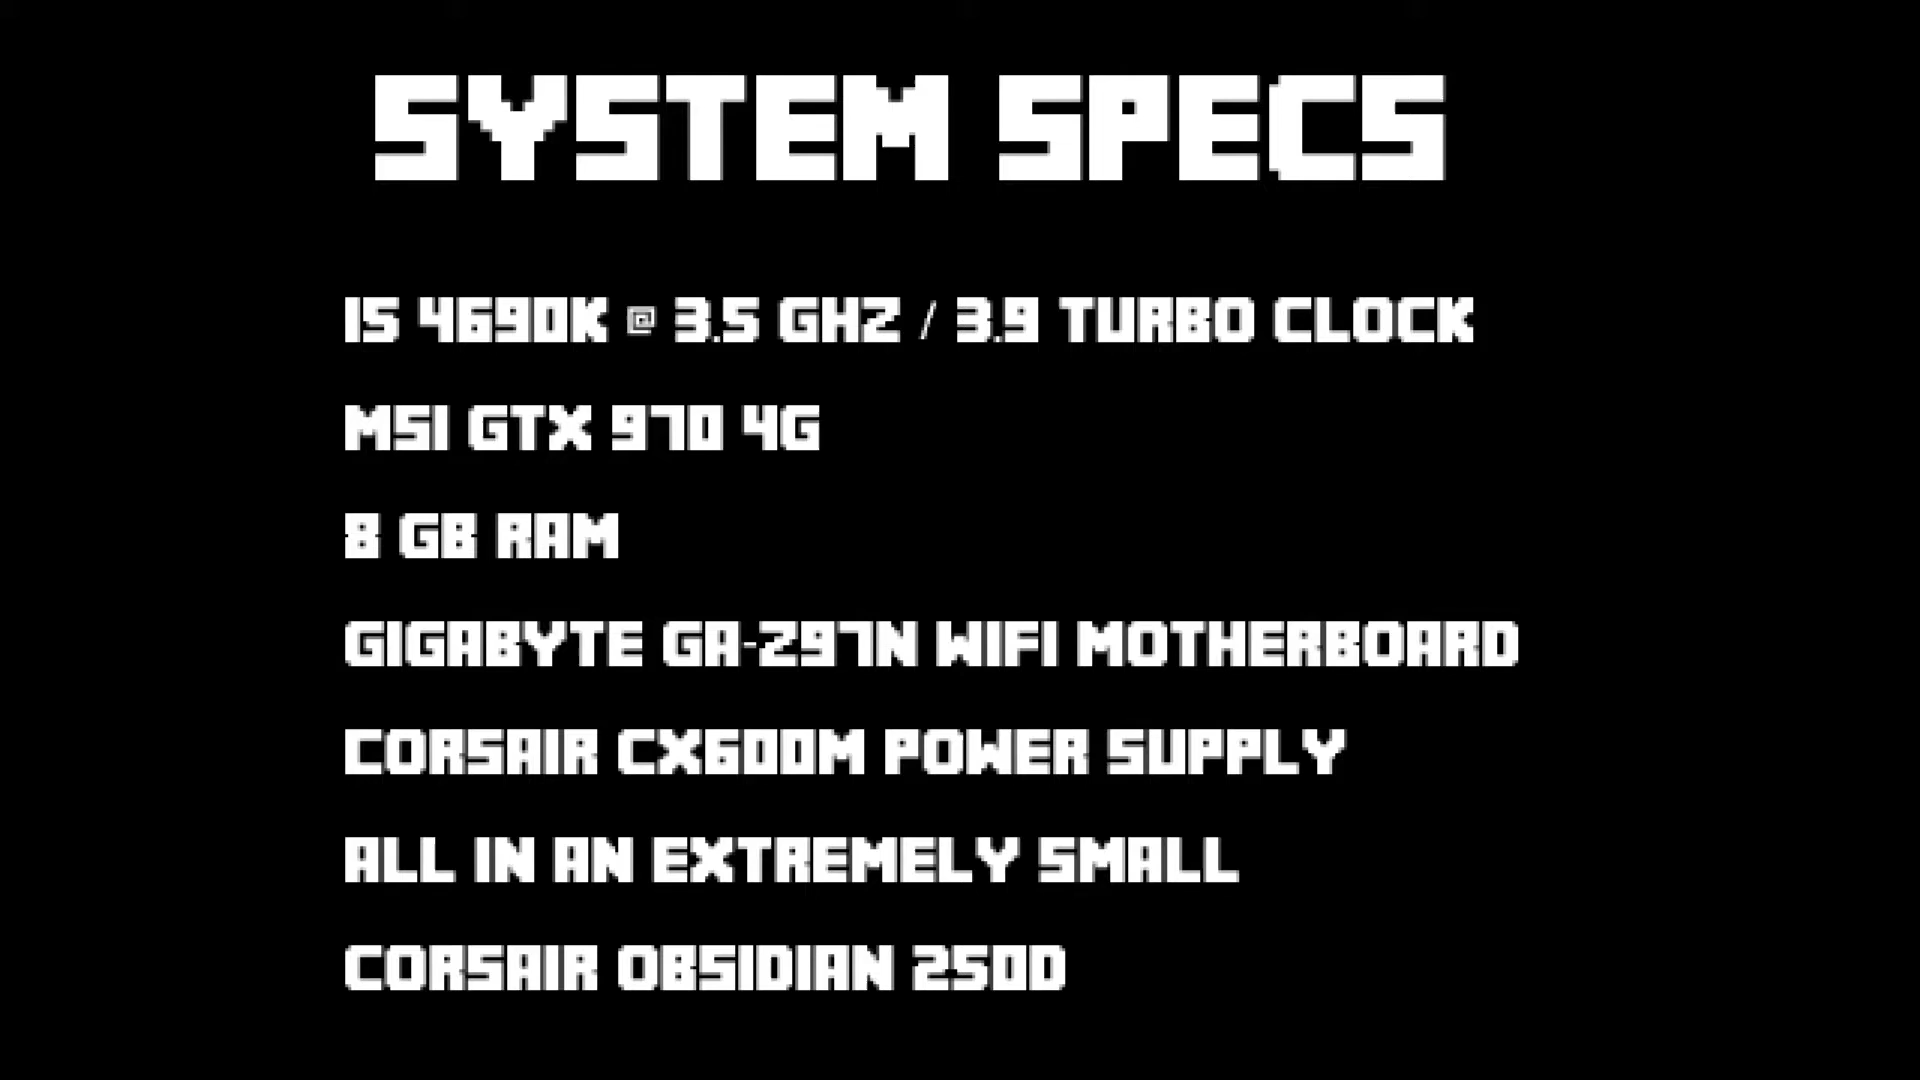 SYSTEM SPECS
I5 4690K @ 3.5 GHZ / 3.9 TURBO CLOCK
MSI GTX 970 4G
8 GB RAM
GIGABYTE GA-Z97N WIFI MOTHERBOARD
CORSAIR CX600M POWER SUPPLY
ALL IN AN EXTREMELY SMALL
CORSAIR OBSIDIAN 250D